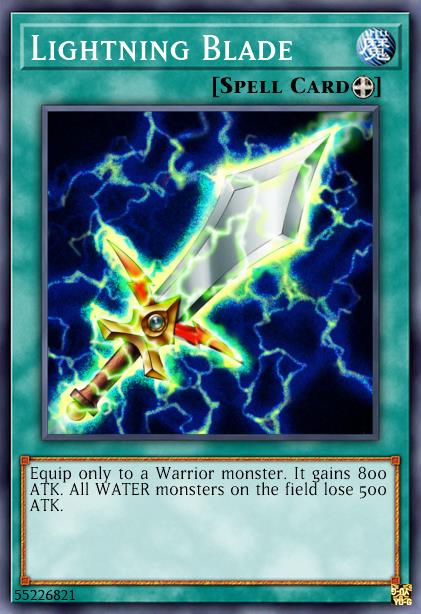 Lightning Blade
魔
[Spell Card]
Equip only to a Warrior monster. It gains 800
ATK. All WATER monsters on the field lose 500
ATK.
55226821